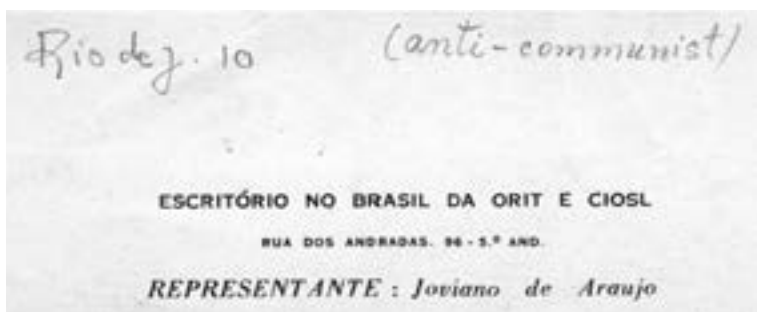 Rio de J. 10 (anti-communist)
ESCRITÓRIO NO BRASIL DA ORIT E CIOSL
RUA DOS ANDRADAS. 96 - 5.º AND.
REPRESENTANTE : Joviano de Araujo